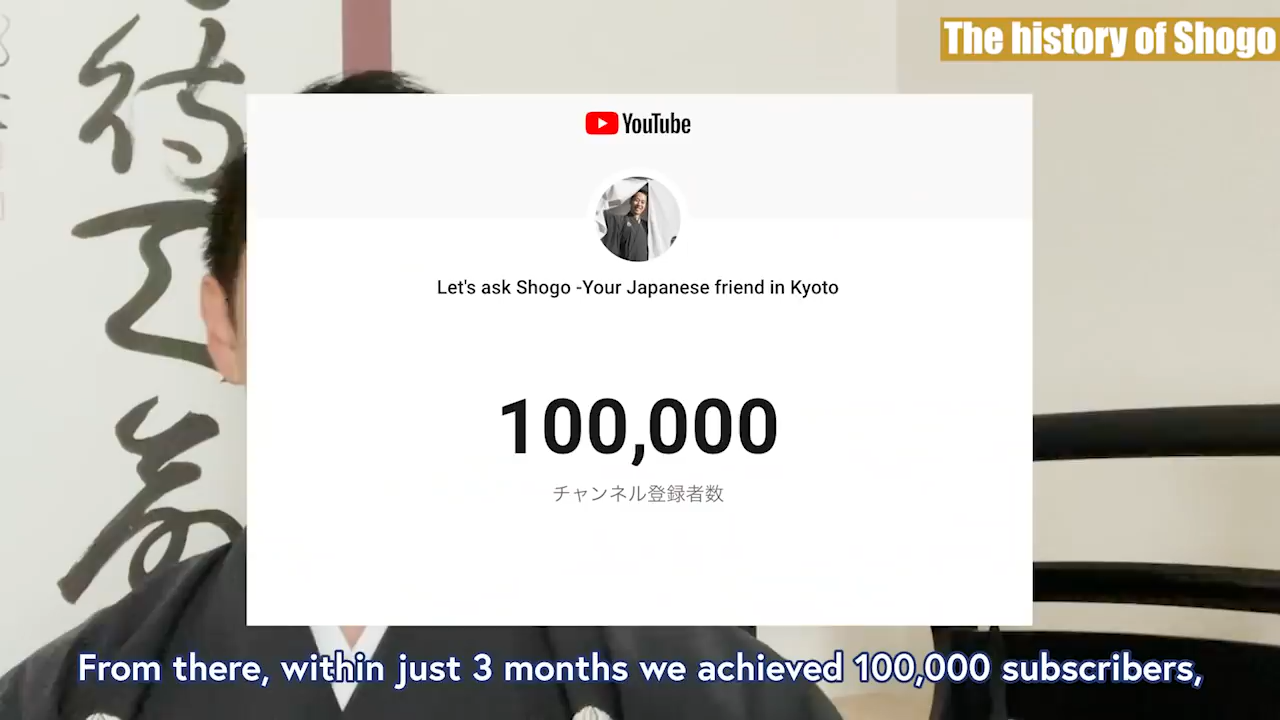 The history of Shogo
YouTube
Let's ask Shogo -Your Japanese friend in Kyoto
100,000
チャンネル登録者数
From there, within just 3 months we achieved 100,000 subscribers,